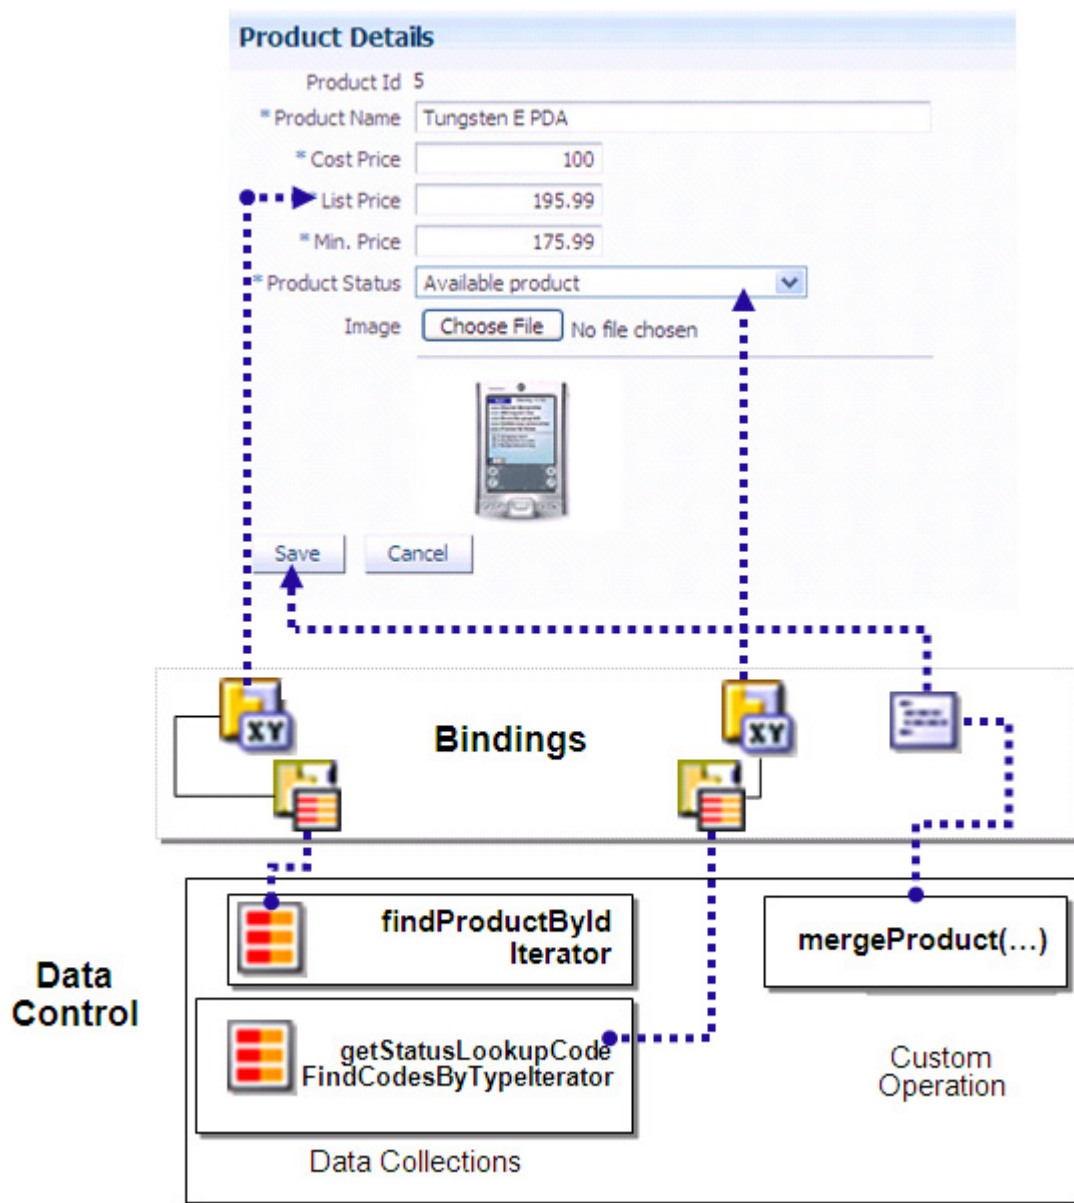 Product Details
Product Id 5
* Product Name Tungsten E PDA
* Cost Price 100
List Price 195.99
* Min. Price 175.99
* Product Status Available product
Image Choose File No file chosen
Save Cancel
XY XY
Bindings
findProductById
Iterator
mergeProduct(...)
Data
Control
getStatusLookupCode
FindCodesByTypeIterator
Custom
Operation
Data Collections